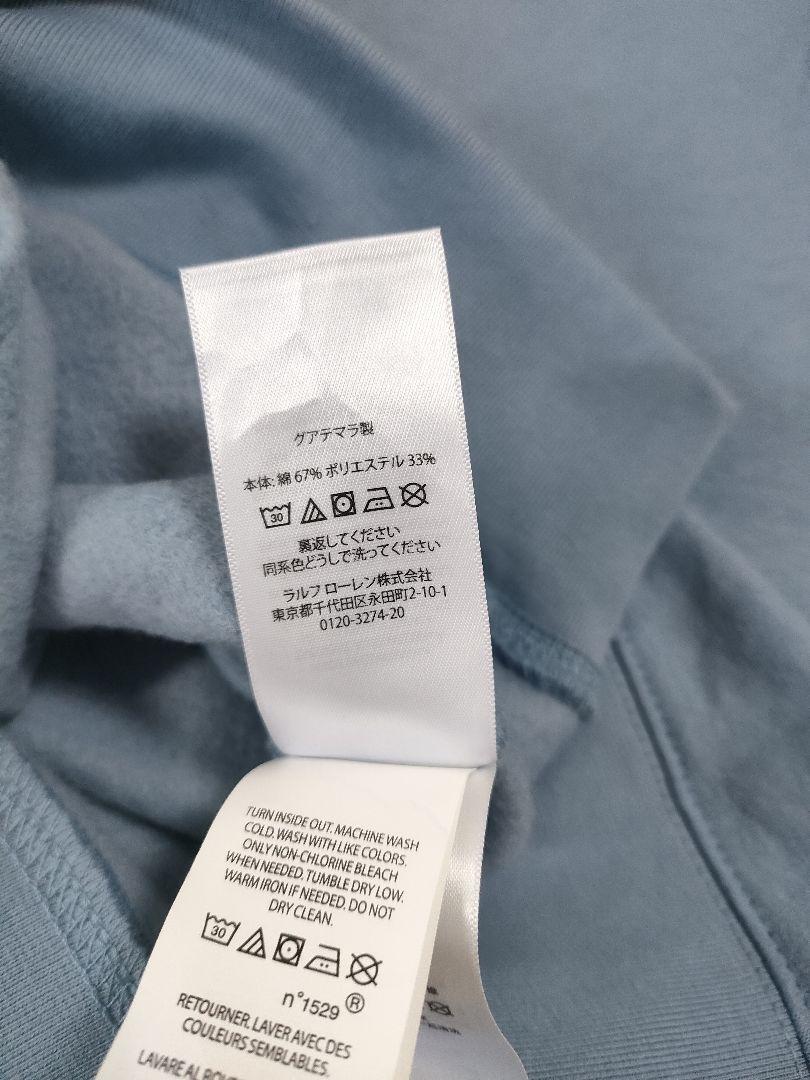 グアテマラ製
本体: 綿 67% ポリエステル 33%
30
裏返してください
同系色どうしで洗ってください
ラルフ ローレン株式会社
東京都千代田区永田町2-10-1
0120-3274-20
TURN INSIDE OUT. MACHINE WASH
COLD. WASH WITH LIKE COLORS.
ONLY NON-CHLORINE BLEACH
WHEN NEEDED. TUMBLE DRY LOW.
WARM IRON IF NEEDED. DO NOT
DRY CLEAN.
30
n°1529 ®
RETOURNER. LAVER AVEC DES
COULEURS SEMBLABLES.
LAVARE AL